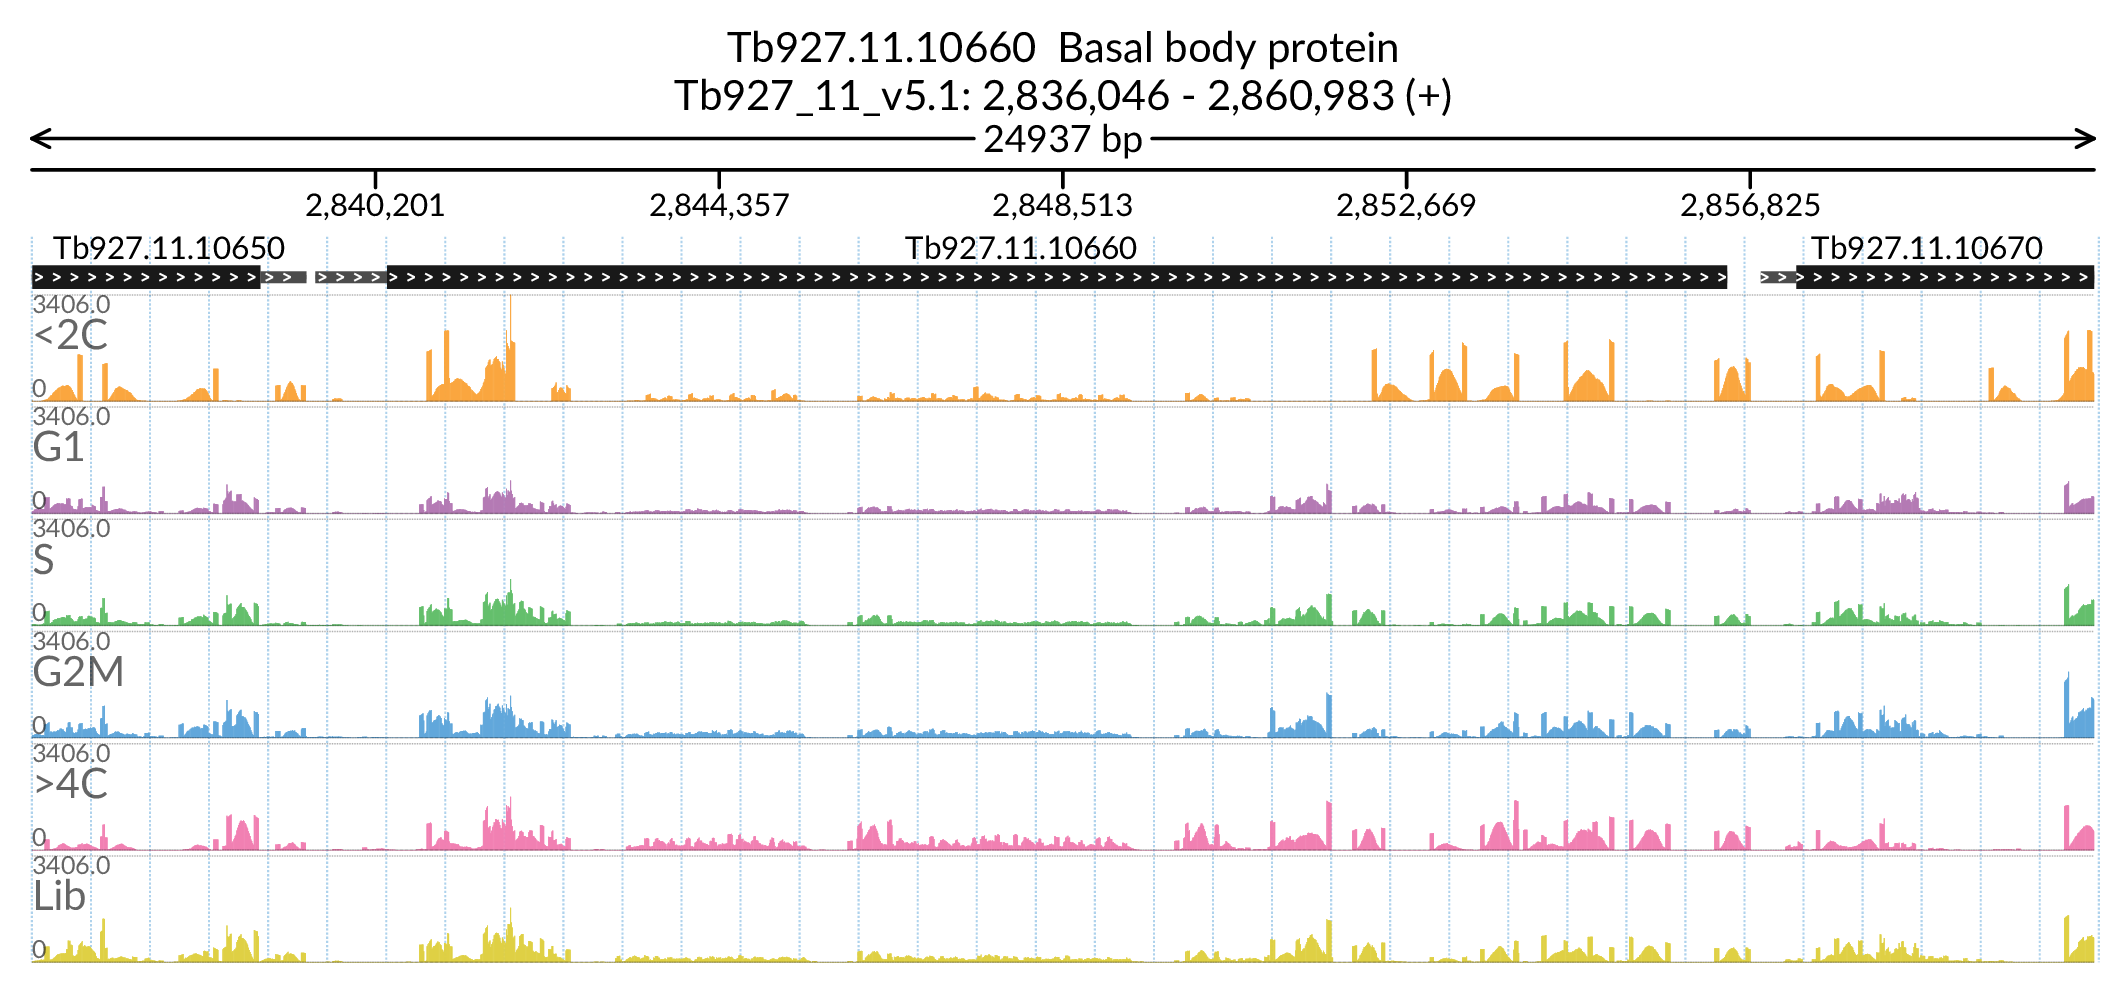 Tb927.11.10660  Basal body protein
Tb927_11_v5.1: 2,836,046 - 2,860,983 (+)
24937 bp
2,840,201 2,844,357 2,848,513 2,852,669 2,856,825
Tb927.11.10650 Tb927.11.10660 Tb927.11.10670
3406.0
<2C
0
3406.0
G1
0
3406.0
S
0
3406.0
G2M
0
3406.0
>4C
0
3406.0
Lib
0